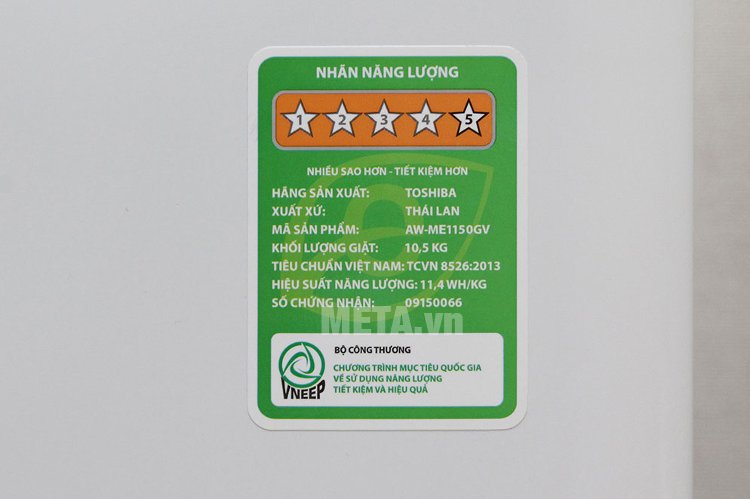 NHÃN NĂNG LƯỢNG
1 2 3 4 5
NHIỀU SAO HƠN - TIẾT KIỆM HƠN
HÃNG SẢN XUẤT: TOSHIBA
XUẤT XỨ: THÁI LAN
MÃ SẢN PHẨM: AW-ME1150GV
KHỐI LƯỢNG GIẶT: 10,5 KG
TIÊU CHUẨN VIỆT NAM: TCVN 8526:2013
HIỆU SUẤT NĂNG LƯỢNG: 11,4 WH/KG
SỐ CHỨNG NHẬN: 09150066
META.vn
BỘ CÔNG THƯƠNG
CHƯƠNG TRÌNH MỤC TIÊU QUỐC GIA
VỀ SỬ DỤNG NĂNG LƯỢNG
TIẾT KIỆM VÀ HIỆU QUẢ
VNEEP